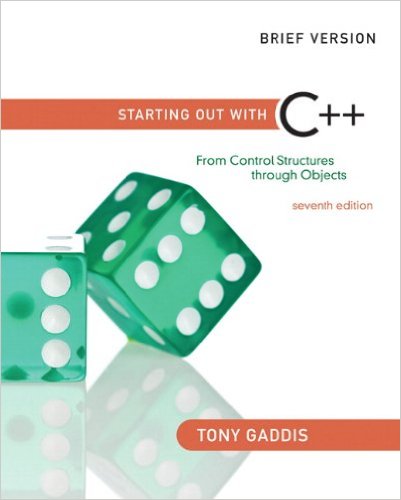 BRIEF VERSION
STARTING OUT WITH C++
From Control Structures
through Objects
seventh edition
TONY GADDIS